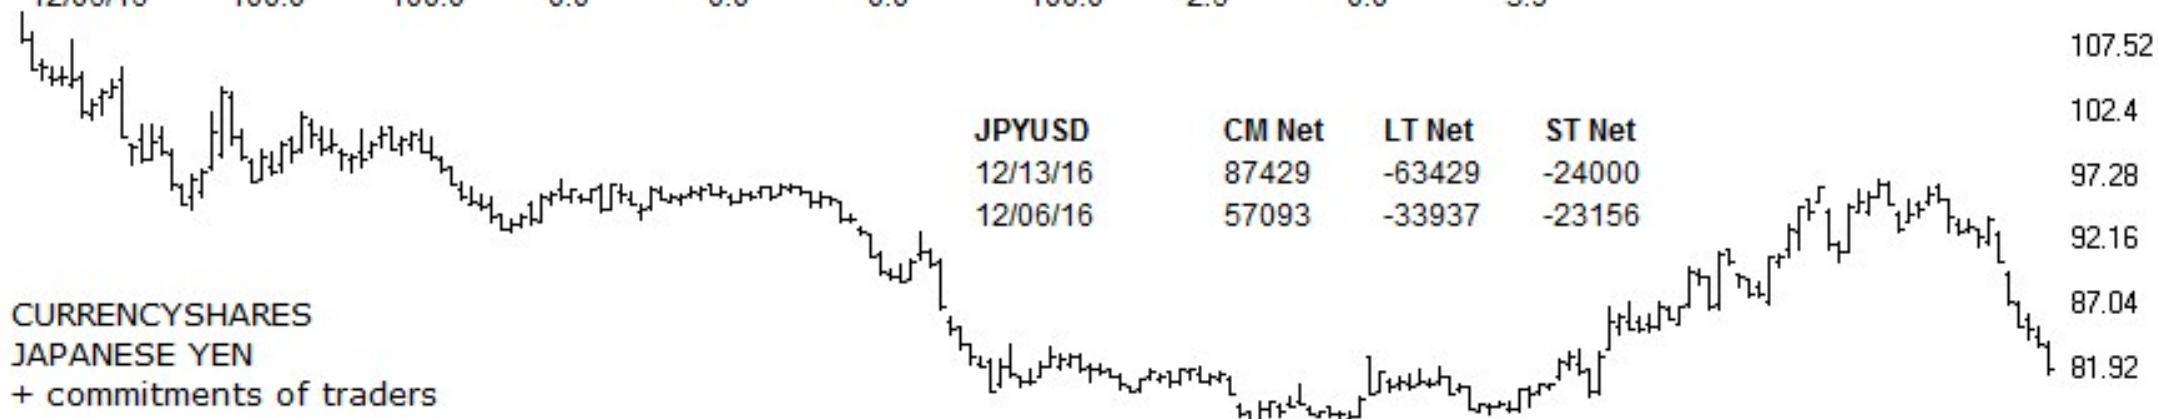 107.52
102.4
JPYUSD CM Net LT Net ST Net
12/13/16 87429 -63429 -24000
97.28
12/06/16 57093 -33937 -23156
92.16
87.04
CURRENCYSHARES
JAPANESE YEN
81.92
+ commitments of traders